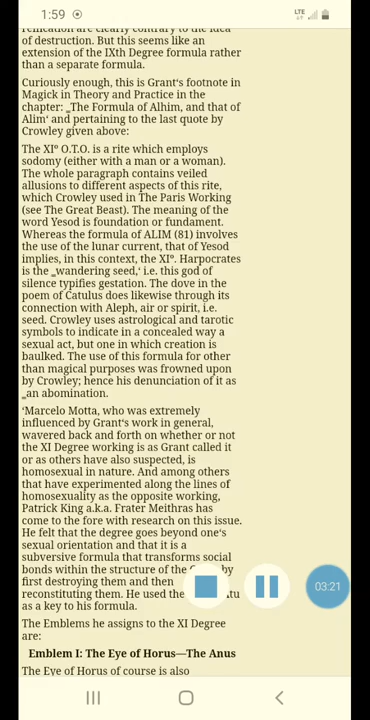 1:59
LTE
reification are clearly contrary to the idea
of destruction. But this seems like an
extension of the IXth Degree formula rather
than a separate formula.
Curiously enough, this is Grant‘s footnote in
Magick in Theory and Practice in the
chapter: ‗The Formula of Alhim, and that of
Alim‘ and pertaining to the last quote by
Crowley given above:
The XI° O.T.O. is a rite which employs
sodomy (either with a man or a woman).
The whole paragraph contains veiled
allusions to different aspects of this rite,
which Crowley used in The Paris Working
(see The Great Beast). The meaning of the
word Yesod is foundation or fundament.
Whereas the formula of ALIM (81) involves
the use of the lunar current, that of Yesod
implies, in this context, the XI°. Harpocrates
is the ‗wandering seed,‘ i.e. this god of
silence typifies gestation. The dove in the
poem of Catulus does likewise through its
connection with Aleph, air or spirit, i.e.
seed. Crowley uses astrological and tarotic
symbols to indicate in a concealed way a
sexual act, but one in which creation is
baulked. The use of this formula for other
than magical purposes was frowned upon
by Crowley; hence his denunciation of it as
‗an abomination.
‘Marcelo Motta, who was extremely
influenced by Grant‘s work in general,
wavered back and forth on whether or not
the XI Degree working is as Grant called it
or as others have also suspected, is
homosexual in nature. And among others
that have experimented along the lines of
homosexuality as the opposite working,
Patrick King a.k.a. Frater Meithras has
come to the fore with research on this issue.
He felt that the degree goes beyond one‘s
sexual orientation and that it is a
subversive formula that transforms social
bonds within the structure of the by
first destroying them and then
reconstituting them. He used the tu
as a key to his formula.
The Emblems he assigns to the XI Degree
are:
Emblem I: The Eye of Horus—The Anus
The Eye of Horus of course is also
03:21